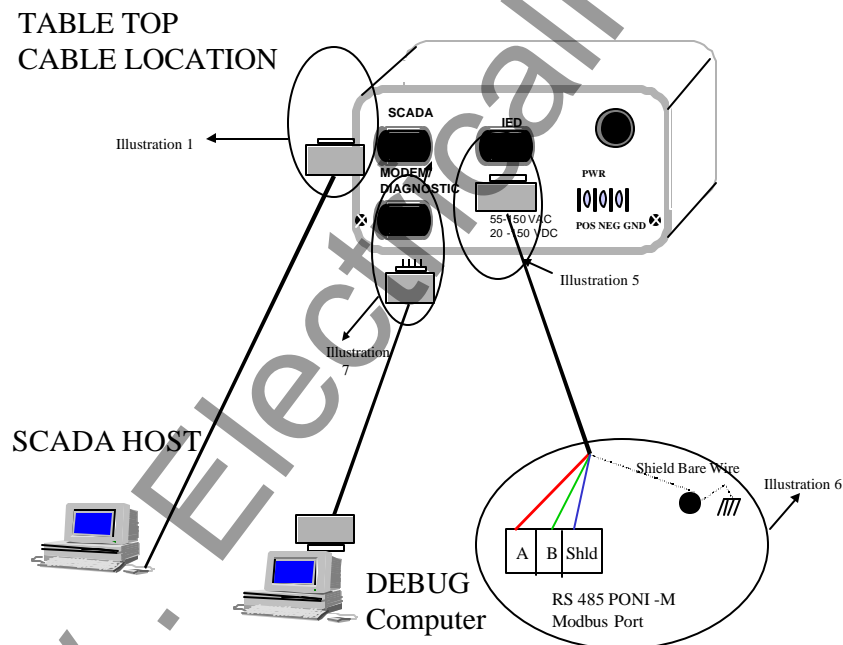 TABLE TOP
CABLE LOCATION
SCADA
IED
Illustration 1
MODEM/
DIAGNOSTIC
PWR
55-150 VAC
20 -150 VDC
POS NEG GND
Illustration 5
Illustration
7
SCADA HOST
Shield Bare Wire
Illustration 6
A B Shld
DEBUG
Computer
RS 485 PONI -M
Modbus Port
. Electrical